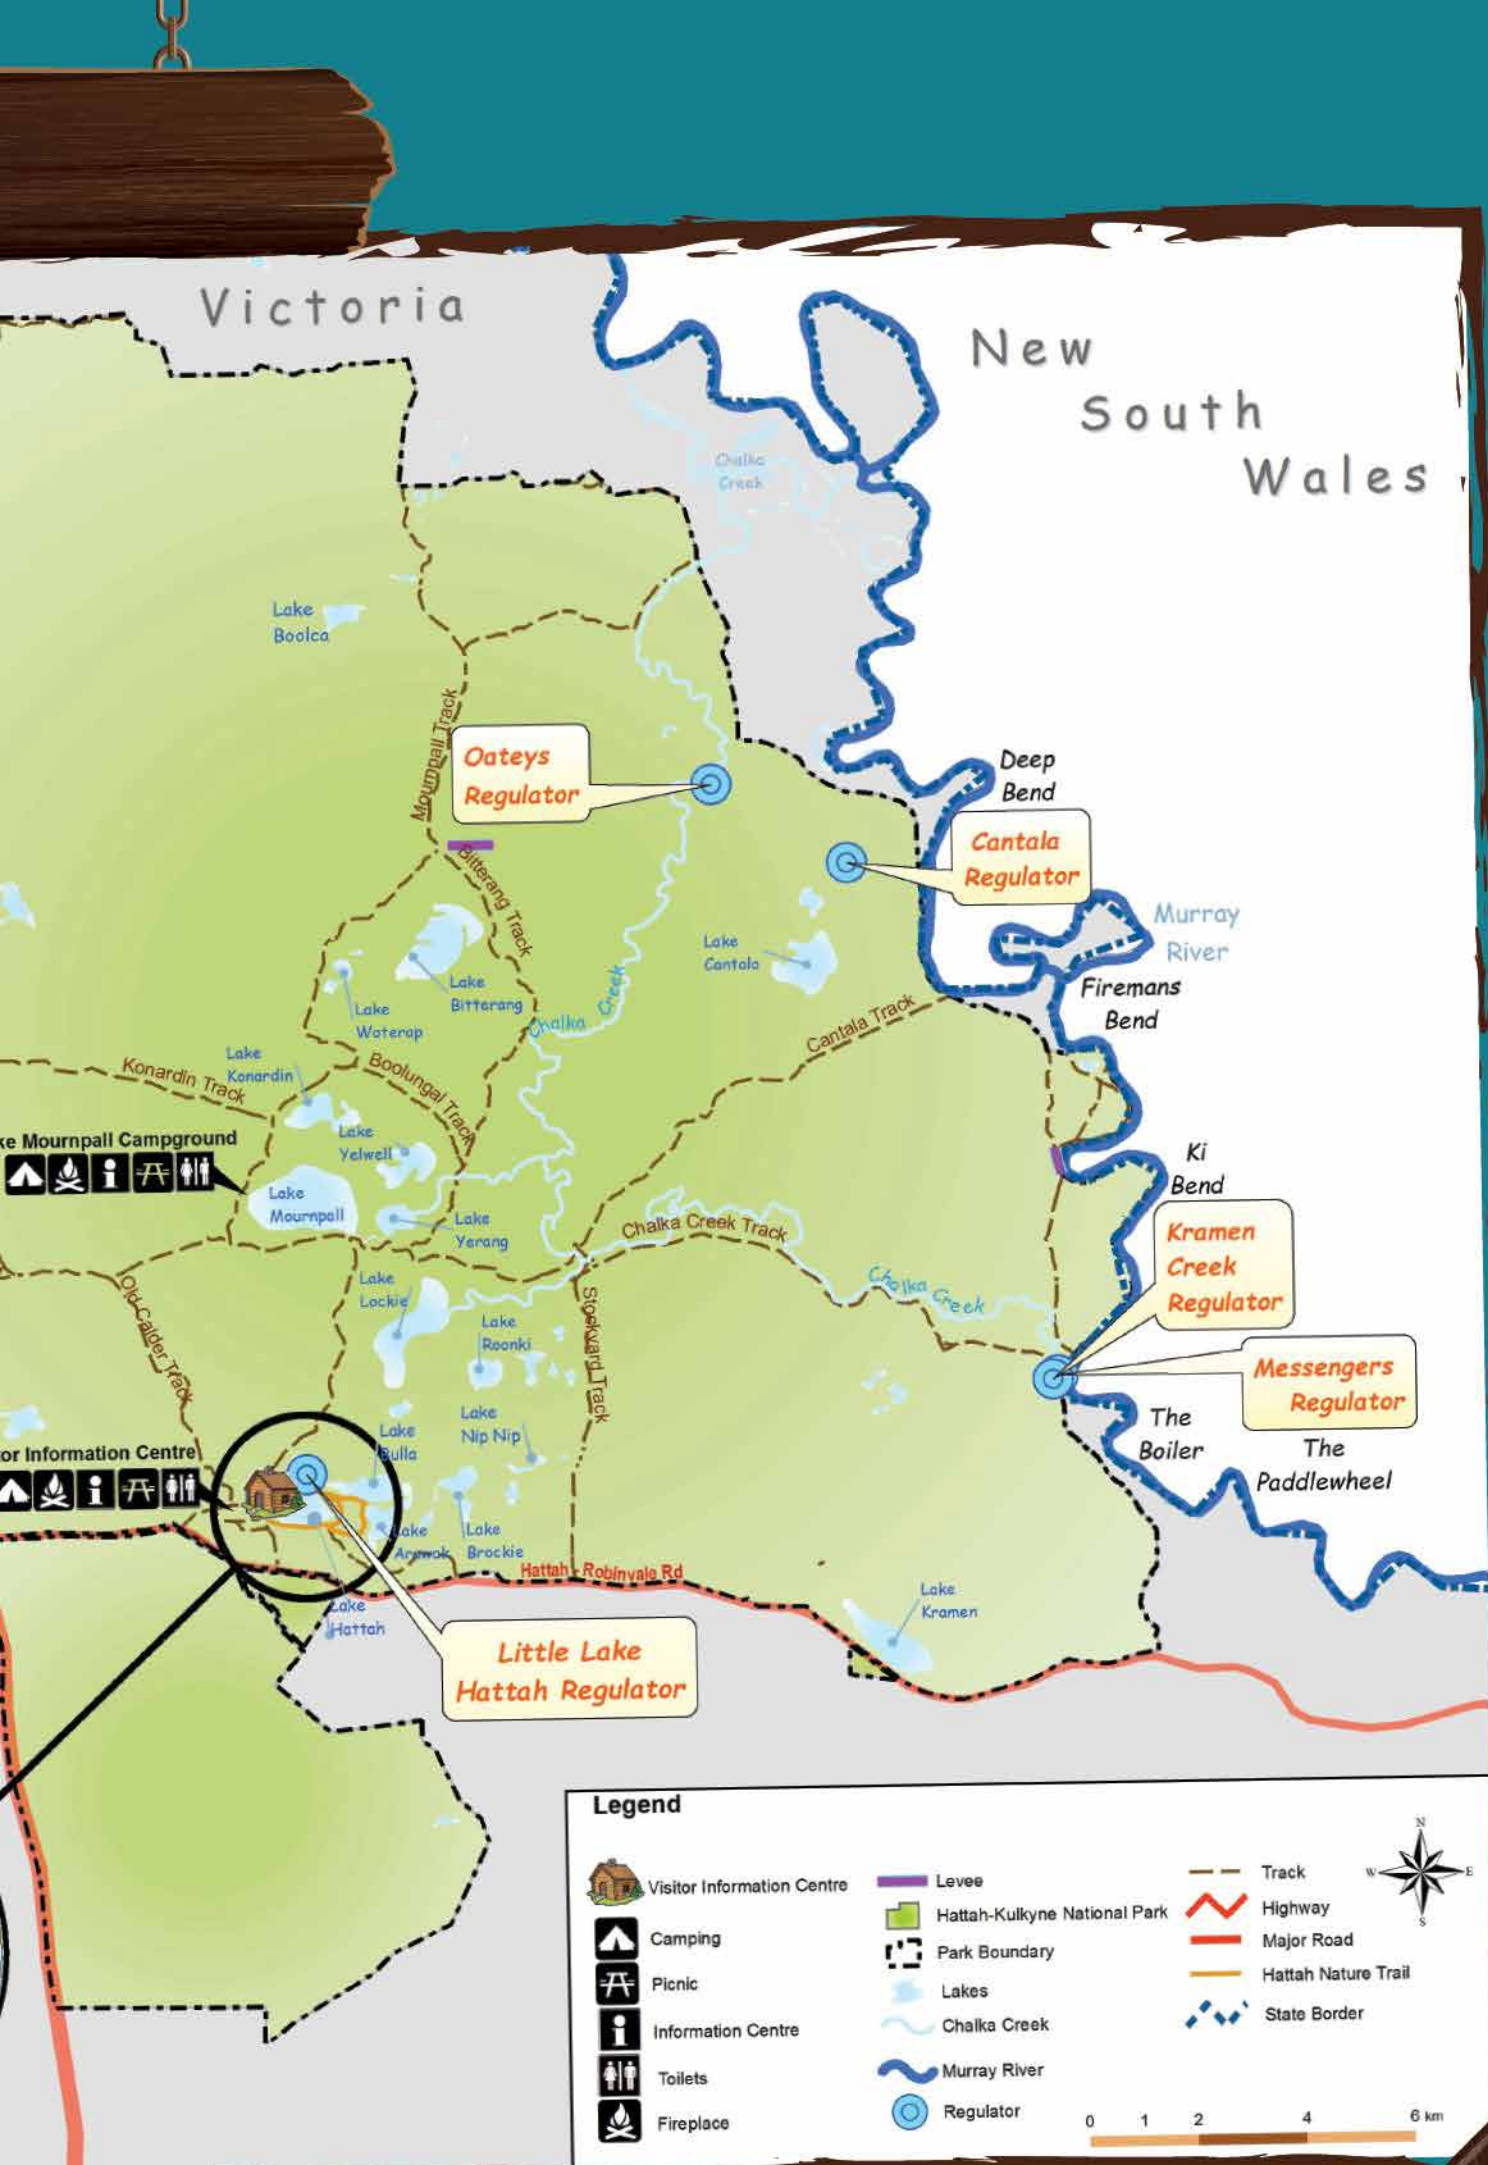 Victoria
New
South
Wales
Chalka
Creek
Lake
Boolca
Mournpall Track
Oateys
Regulator
Deep
Bend
Cantala
Regulator
Bitterang Track
Murray
River
Lake
Cantala
Lake
Bitterang
Firemans
Bend
Lake
Woterap
Chalka Creek
Cantala Track
Konardin Track
Lake
Konardin
Boolungal Track
ke Mournpall Campground
Lake
Yelwell
Ki
Bend
Lake
Mournpall
Lake
Yerang
Chalka Creek Track
Kramen
Creek
Regulator
Old Calder Track
Lake
Lockie
Chalka Creek
Stockyard Track
Lake
Roonki
Messengers
Regulator
Lake
Nip Nip
The
Boiler
The
Paddlewheel
Lake
Bulla
or Information Centre
Lake
Arawak
Lake
Brockie
Hattah - Robinvale Rd
Lake
Hattah
Lake
Kramen
Little Lake
Hattah Regulator
Legend
Visitor Information Centre
Camping
Picnic
Information Centre
Toilets
Fireplace
Levee
Hattah-Kulkyne National Park
Park Boundary
Lakes
Chalka Creek
Murray River
Regulator
Track
Highway
Major Road
Hattah Nature Trail
State Border
N
W E
S
0 1 2 4 6 km